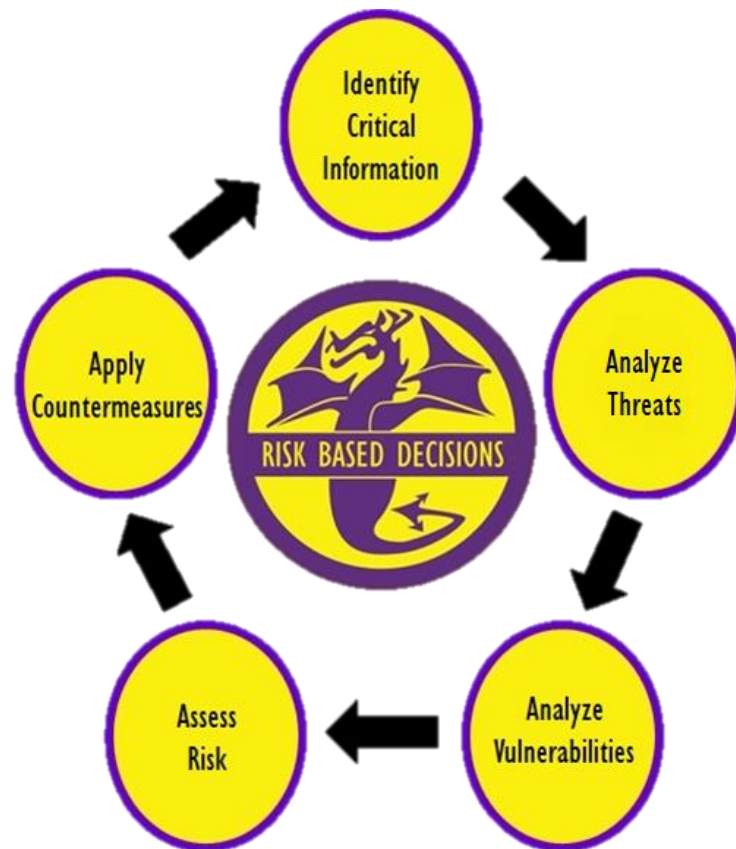 Identify
Critical
Information
Analyze
Threats
Analyze
Vulnerabilities
Assess
Risk
Apply
Countermeasures
RISK BASED DECISIONS